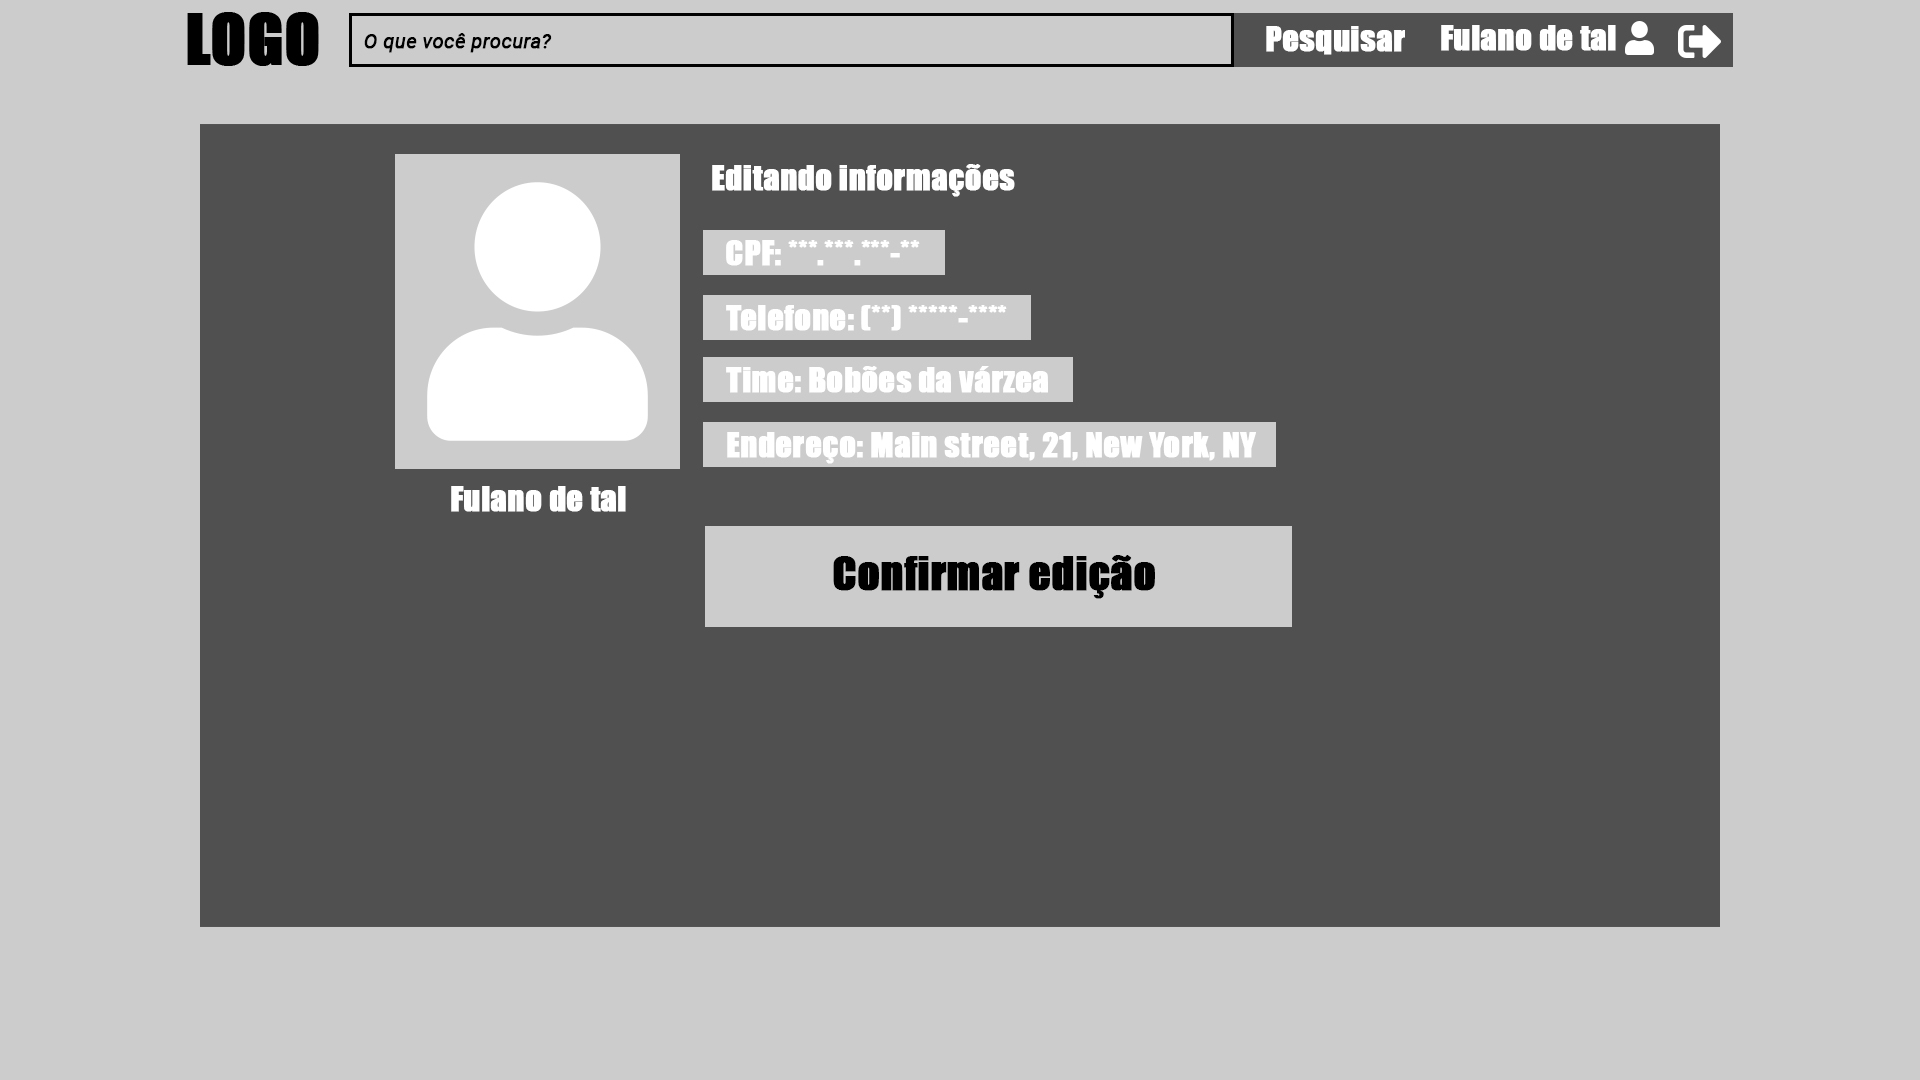 LOGO
O que você procura?
Pesquisar
Fulano de tal
Editando informações
CPF: ***.***.***-**
Telefone: (**) *****-****
Time: Bobões da várzea
Endereço: Main street, 21, New York, NY
Fulano de tal
Confirmar edição